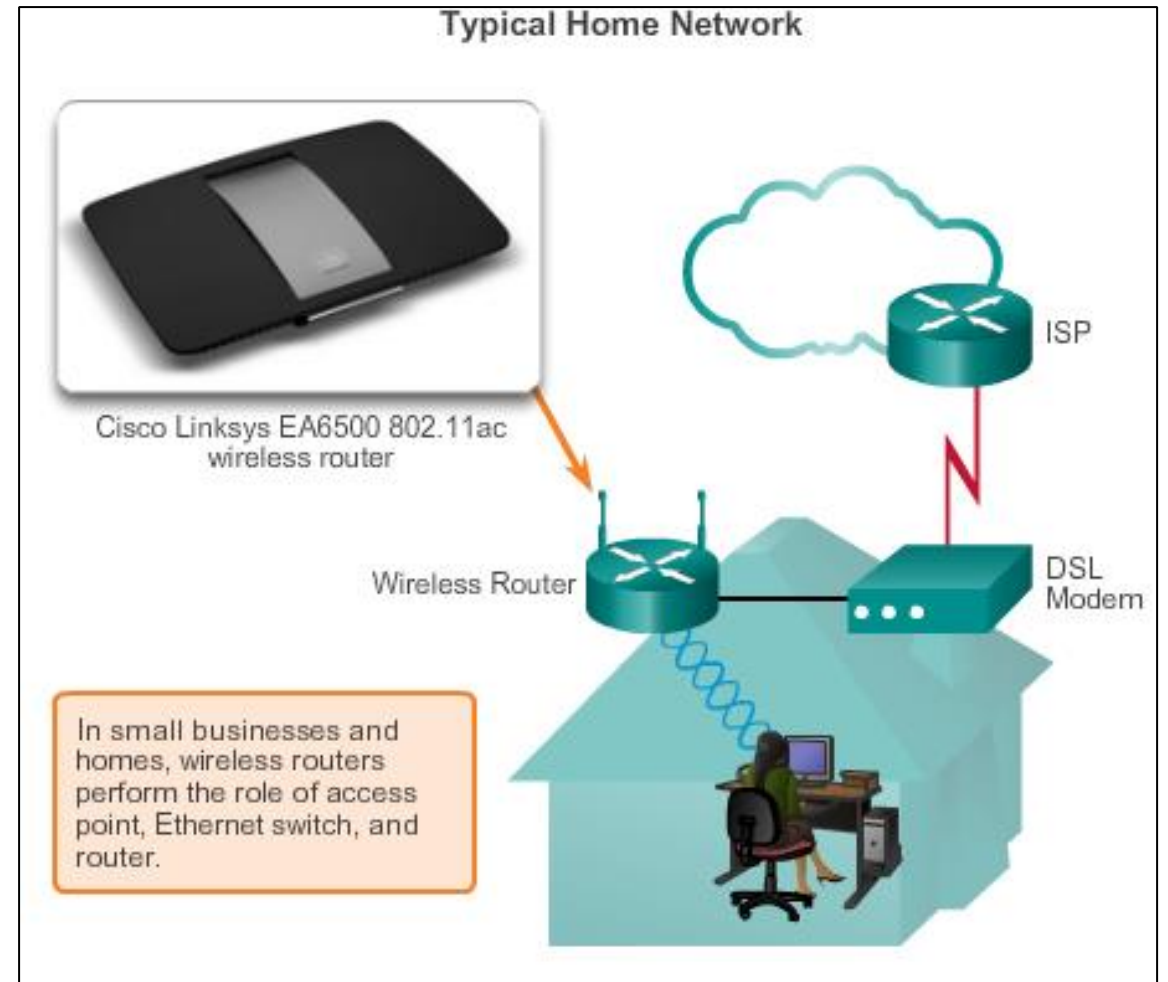 Typical Home Network
Cisco Linksys EA6500 802.11ac
wireless router
ISP
Wireless Router
DSL
Modem
In small businesses and
homes, wireless routers
perform the role of access
point, Ethernet switch, and
router.